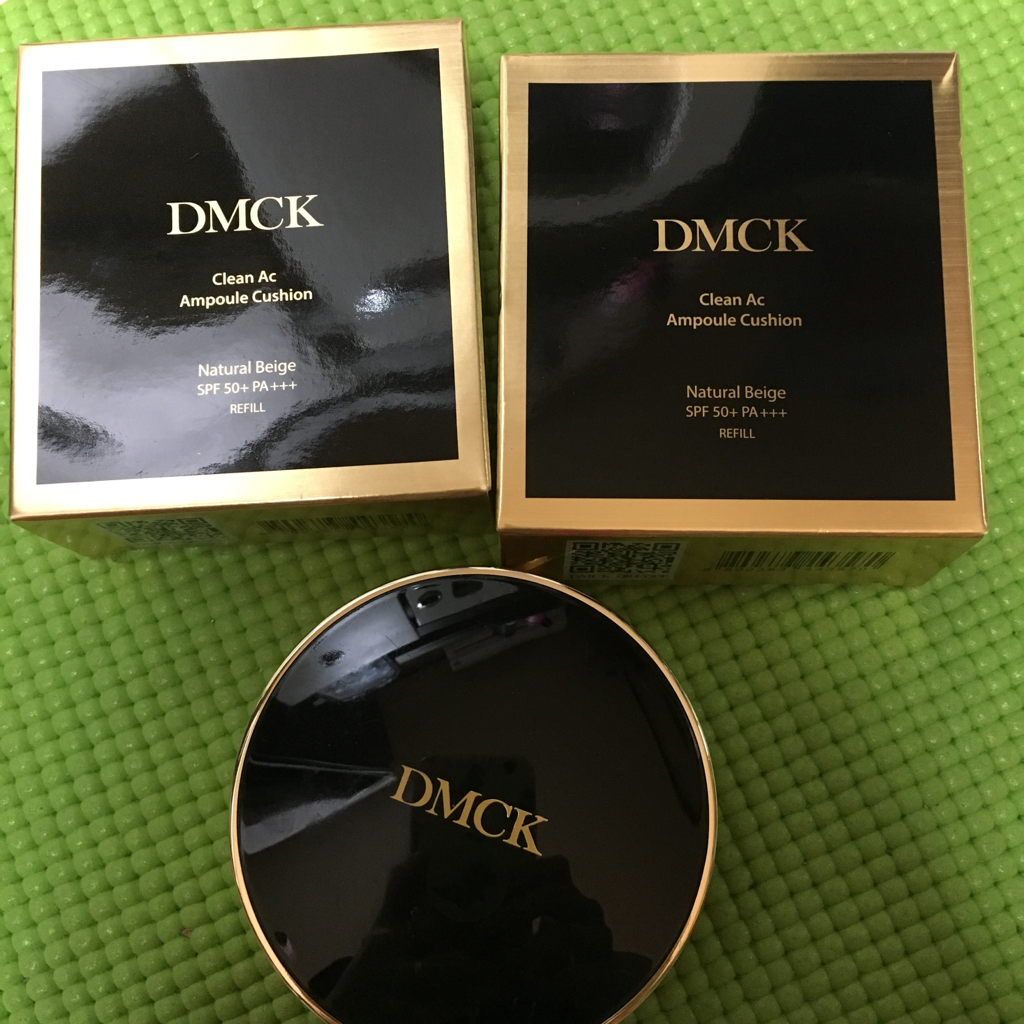 DMCK
Clean Ac
Ampoule Cushion
Natural Beige
SPF 50+ PA+++
REFILL
DMCK
Clean Ac
Ampoule Cushion
Natural Beige
SPF 50+ PA+++
REFILL
DMCK